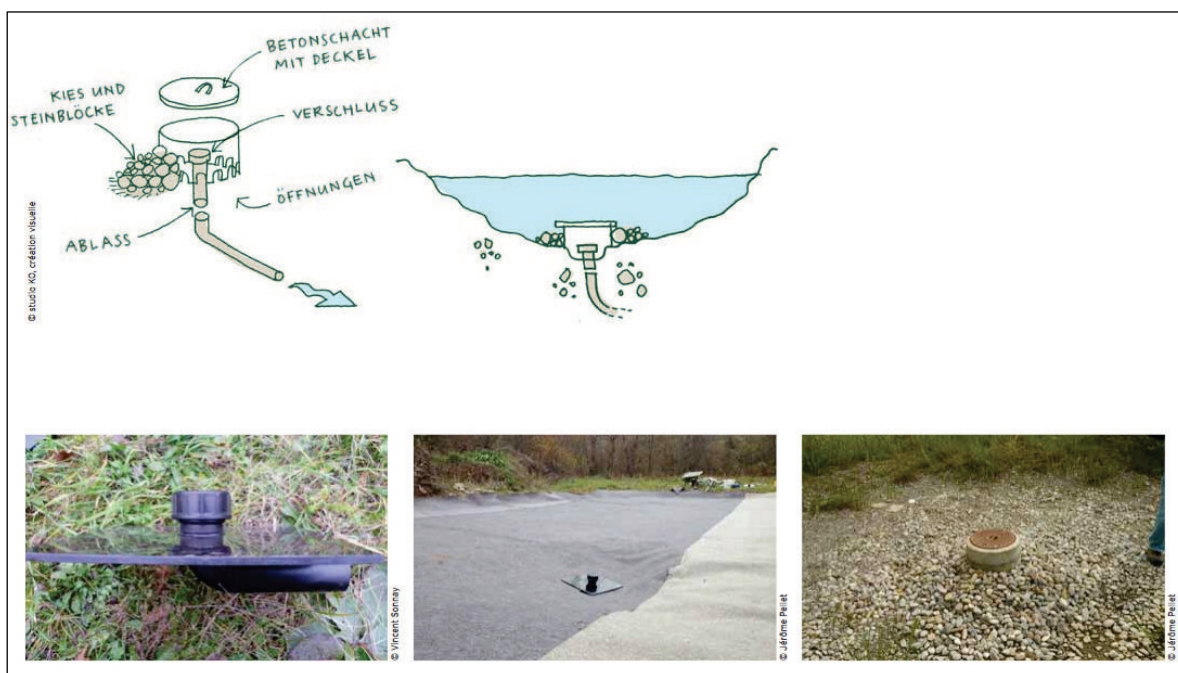 BETONSCHACHT
MIT DECKEL
KIES UND
STEINBLÖCKE
VERSCHLUSS
ÖFFNUNGEN
ABLASS
© studio KO, création visuelle
© Vincent Sonnay
© Jérôme Pellet
© Jérôme Pellet